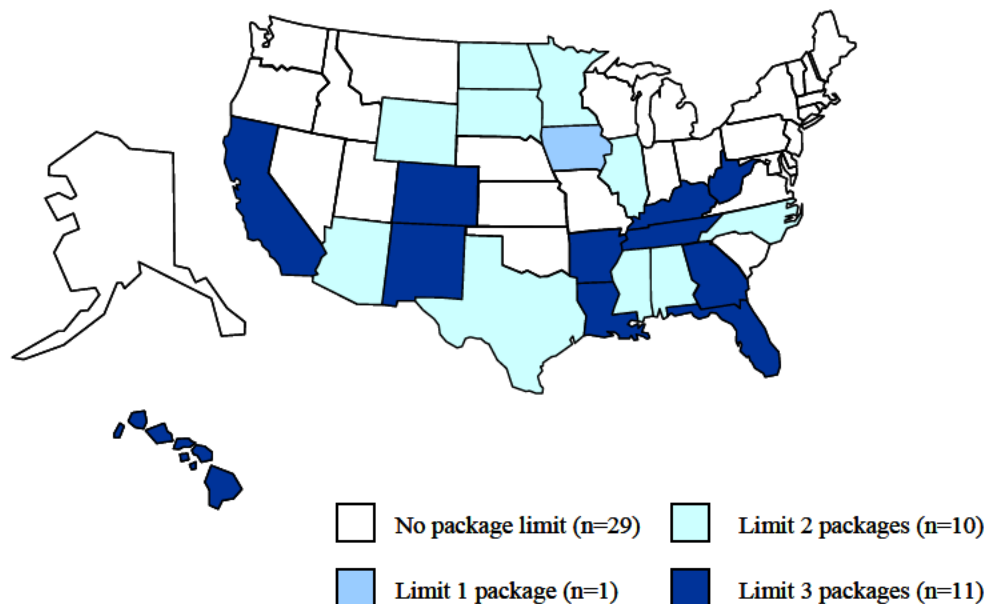 No package limit (n=29)
Limit 2 packages (n=10)
Limit 1 package (n=1)
Limit 3 packages (n=11)